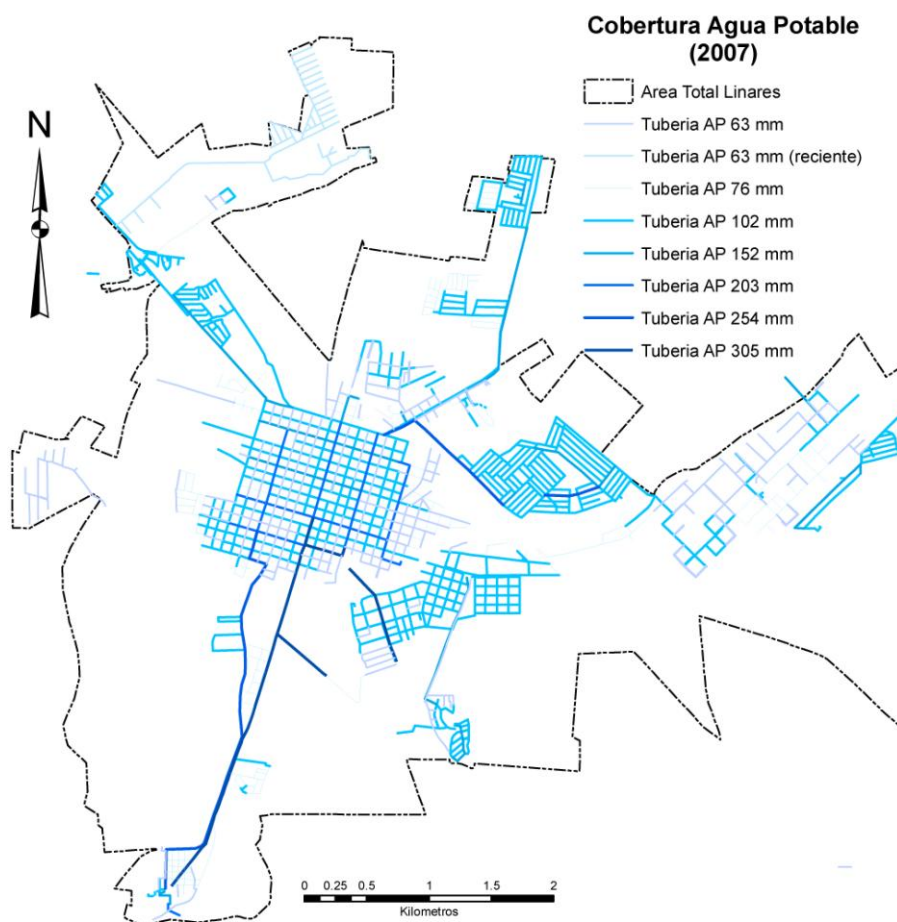 Cobertura Agua Potable
(2007)
Area Total Linares
N
Tuberia AP 63 mm
Tuberia AP 63 mm (reciente)
Tuberia AP 76 mm
Tuberia AP 102 mm
Tuberia AP 152 mm
Tuberia AP 203 mm
Tuberia AP 254 mm
Tuberia AP 305 mm
0 0.25 0.5 1 1.5 2
Kilometros